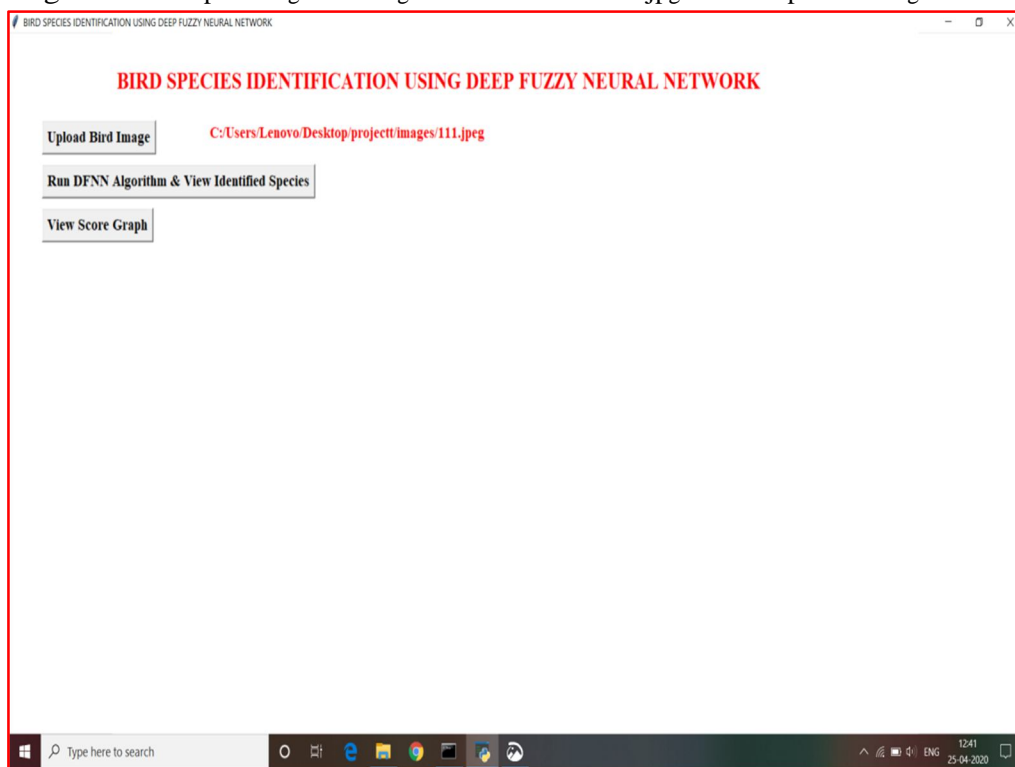 BIRD SPECIES IDENTIFICATION USING DEEP FUZZY NEURAL NETWORK
BIRD SPECIES IDENTIFICATION USING DEEP FUZZY NEURAL NETWORK
Upload Bird Image
C:/Users/Lenovo/Desktop/projectt/images/111.jpeg
Run DFNN Algorithm & View Identified Species
View Score Graph
Type here to search
ENG
12:41
25-04-2020